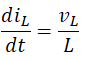 di_L/dt = v_L/L